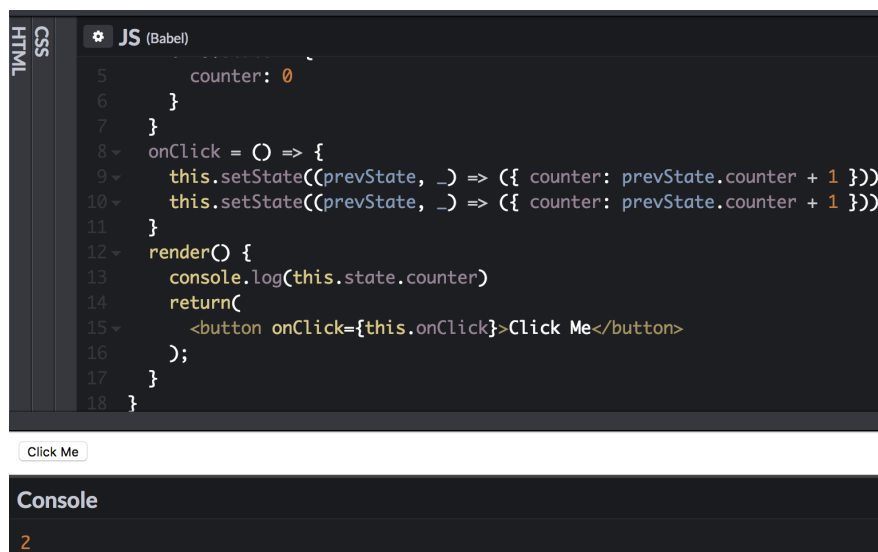 HTML
CSS
JS (Babel)
5 counter: 0
6 }
7 }
8 onClick = () => {
9 this.setState((prevState, _) => ({ counter: prevState.counter + 1 }))
10 this.setState((prevState, _) => ({ counter: prevState.counter + 1 }))
11 }
12 render() {
13 console.log(this.state.counter)
14 return(
15 <button onClick={this.onClick}>Click Me</button>
16 );
17 }
18 }
Click Me
Console
2